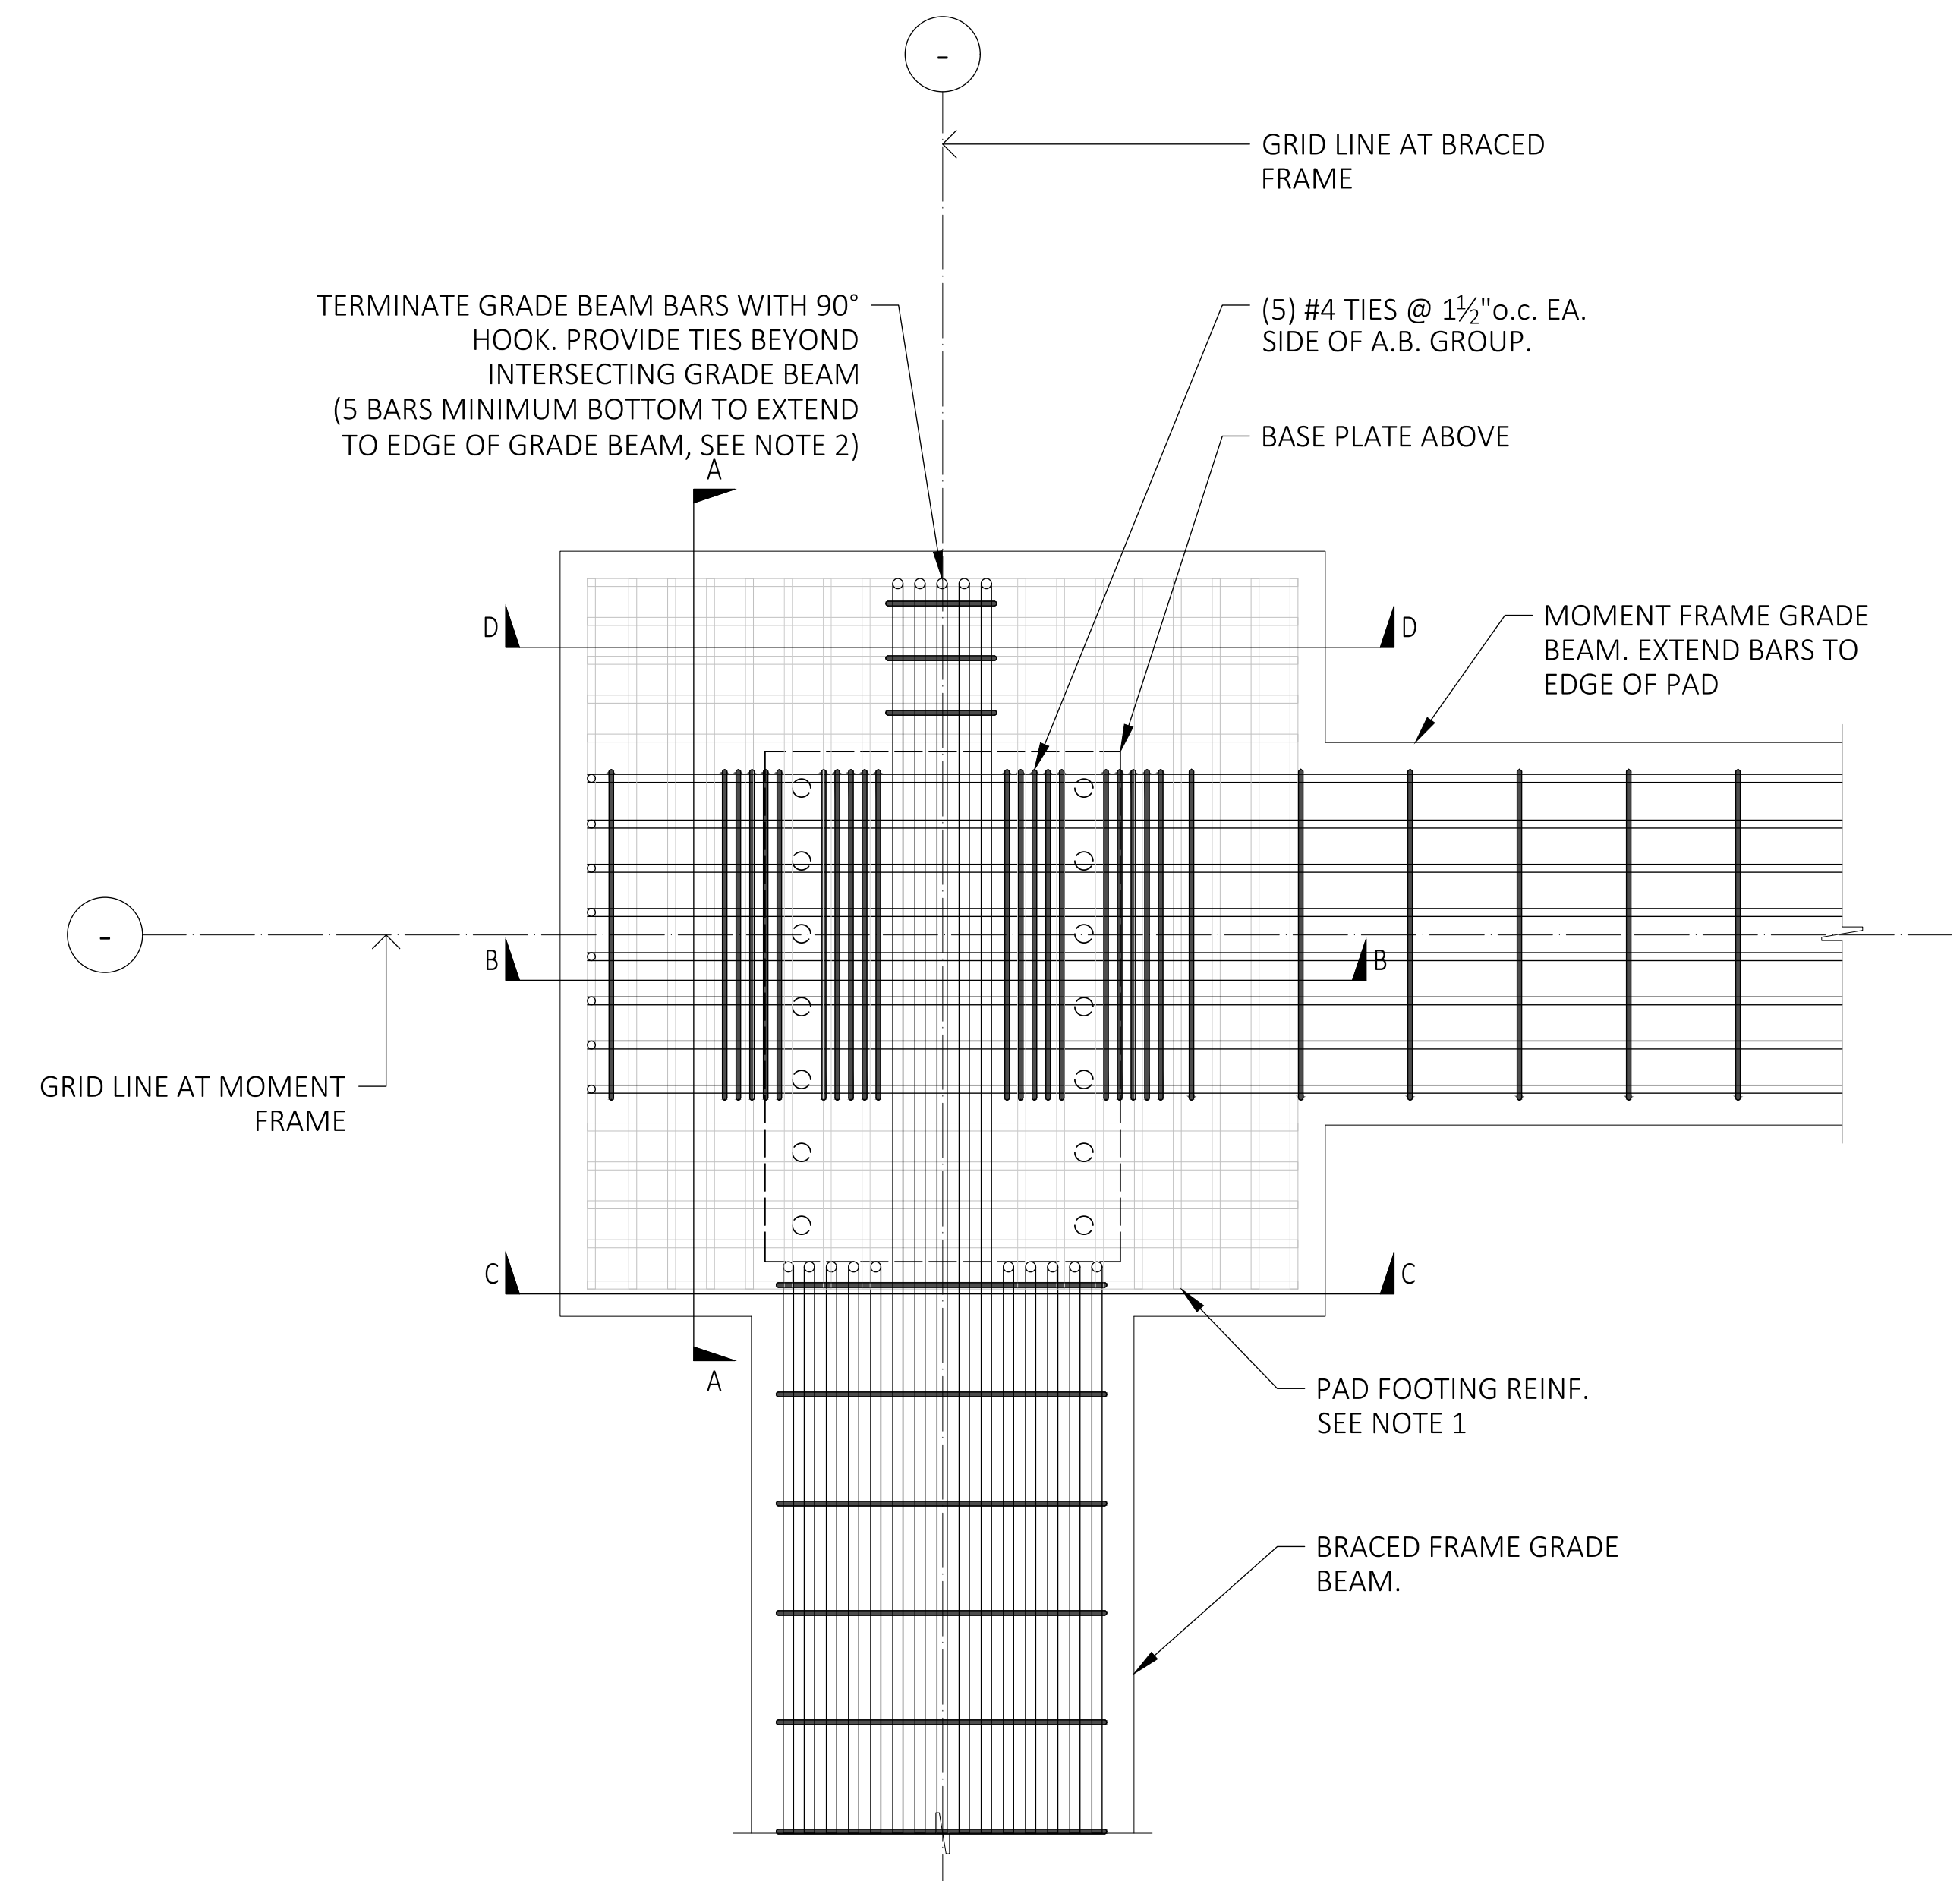 -
GRID LINE AT BRACED
FRAME
TERMINATE GRADE BEAM BARS WITH 90°
HOOK. PROVIDE TIES BEYOND
INTERSECTING GRADE BEAM
(5 BARS MINIMUM BOTTOM TO EXTEND
TO EDGE OF GRADE BEAM, SEE NOTE 2)
(5) #4 TIES @ 1½"o.c. EA.
SIDE OF A.B. GROUP.
BASE PLATE ABOVE
A
D
D
MOMENT FRAME GRADE
BEAM. EXTEND BARS TO
EDGE OF PAD
-
B
B
GRID LINE AT MOMENT
FRAME
C
C
A
PAD FOOTING REINF.
SEE NOTE 1
BRACED FRAME GRADE
BEAM.